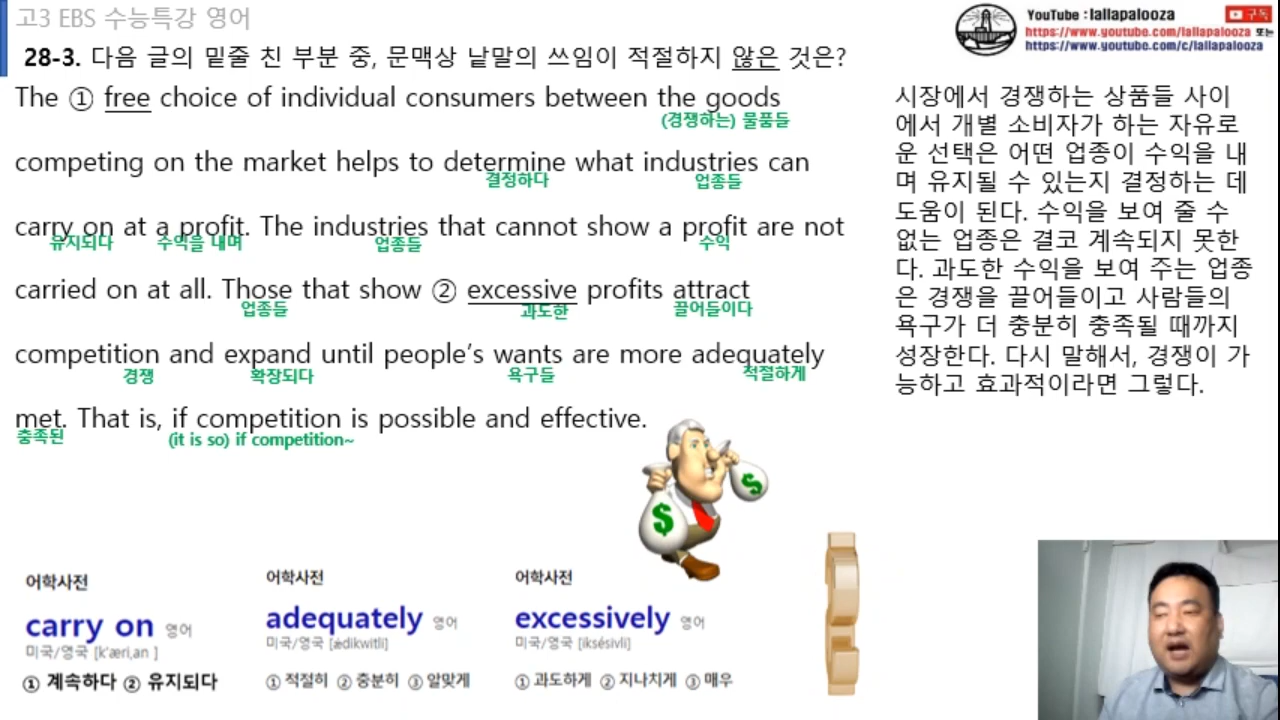 고3 EBS 수능특강 영어
YouTube : lallapalooza
구독
https://www.youtube.com/lallapalooza 또는
https://www.youtube.com/c/lallapalooza
28-3. 다음 글의 밑줄 친 부분 중, 문맥상 낱말의 쓰임이 적절하지 않은 것은?
The ① free choice of individual consumers between the goods
(경쟁하는) 물품들
competing on the market helps to determine what industries can
결정하다 업종들
carry on at a profit. The industries that cannot show a profit are not
유지되다 수익을 내며 업종들 수익
carried on at all. Those that show ② excessive profits attract
업종들 과도한 끌어들이다
competition and expand until people's wants are more adequately
경쟁 확장되다 욕구들 적절하게
met. That is, if competition is possible and effective.
충족된 (it is so) if competition~
시장에서 경쟁하는 상품들 사이
에서 개별 소비자가 하는 자유로
운 선택은 어떤 업종이 수익을 내
며 유지될 수 있는지 결정하는 데
도움이 된다. 수익을 보여 줄 수
없는 업종은 결코 계속되지 못한
다. 과도한 수익을 보여 주는 업종
은 경쟁을 끌어들이고 사람들의
욕구가 더 충분히 충족될 때까지
성장한다. 다시 말해서, 경쟁이 가
능하고 효과적이라면 그렇다.
$ $
어학사전
carry on 영어
미국/영국 [k'æri,an ]
① 계속하다 ② 유지되다
어학사전
adequately 영어
미국/영국 [ǽdikwitli]
① 적절히 ② 충분히 ③ 알맞게
어학사전
excessively 영어
미국/영국 [iksésivli]
① 과도하게 ② 지나치게 ③ 매우